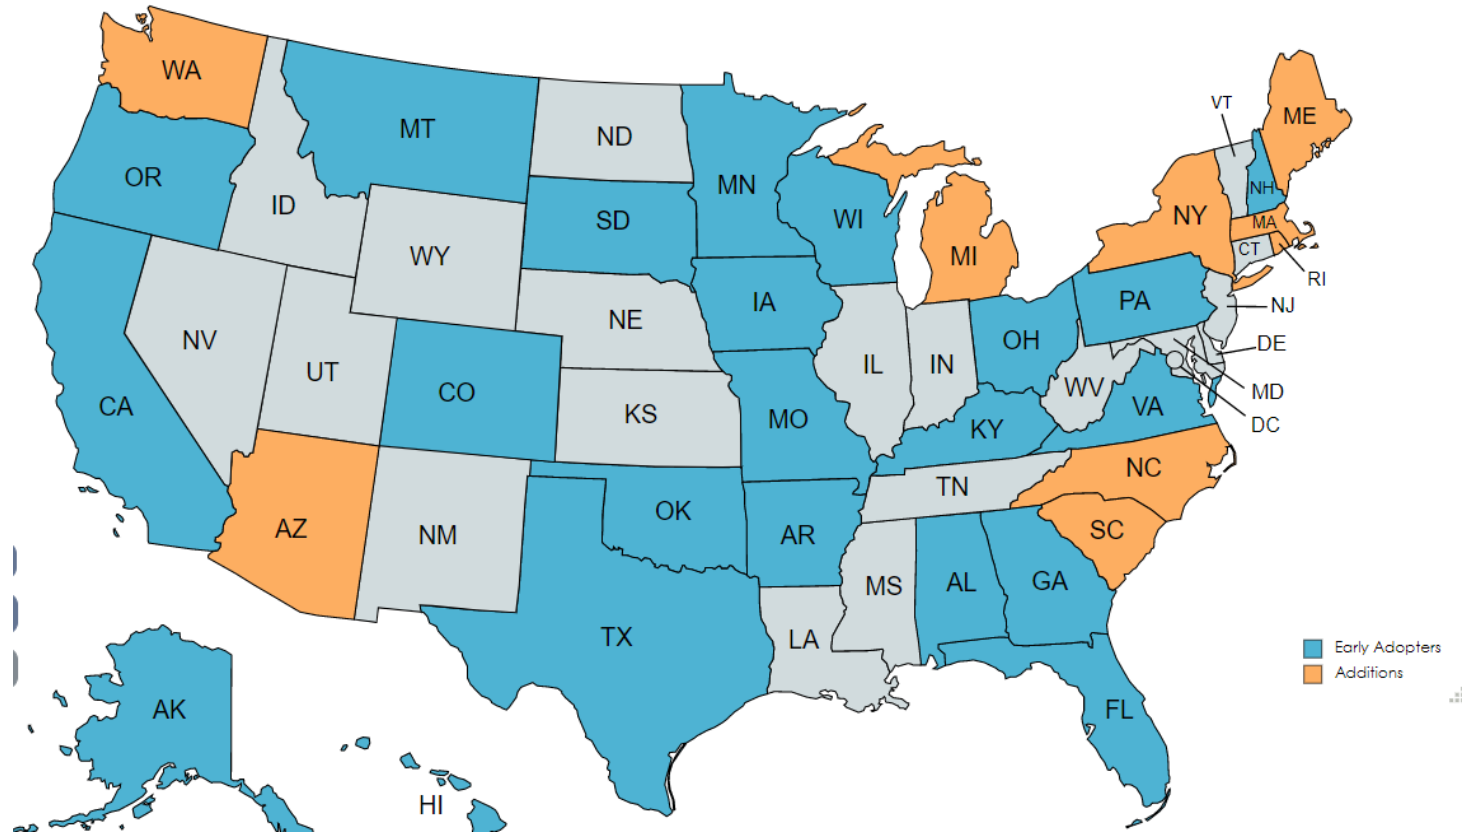 WA
VT
ME
MT
ND
OR
MN
NH
ID
SD
WI
NY
MA
WY
MI
CT
RI
IA
PA
NJ
NE
NV
OH
DE
UT
IL
IN
CO
WV
MD
CA
KS
MO
VA
DC
KY
NC
TN
OK
AZ
NM
AR
SC
MS
AL
GA
TX
LA
Early Adopters
Additions
AK
FL
HI